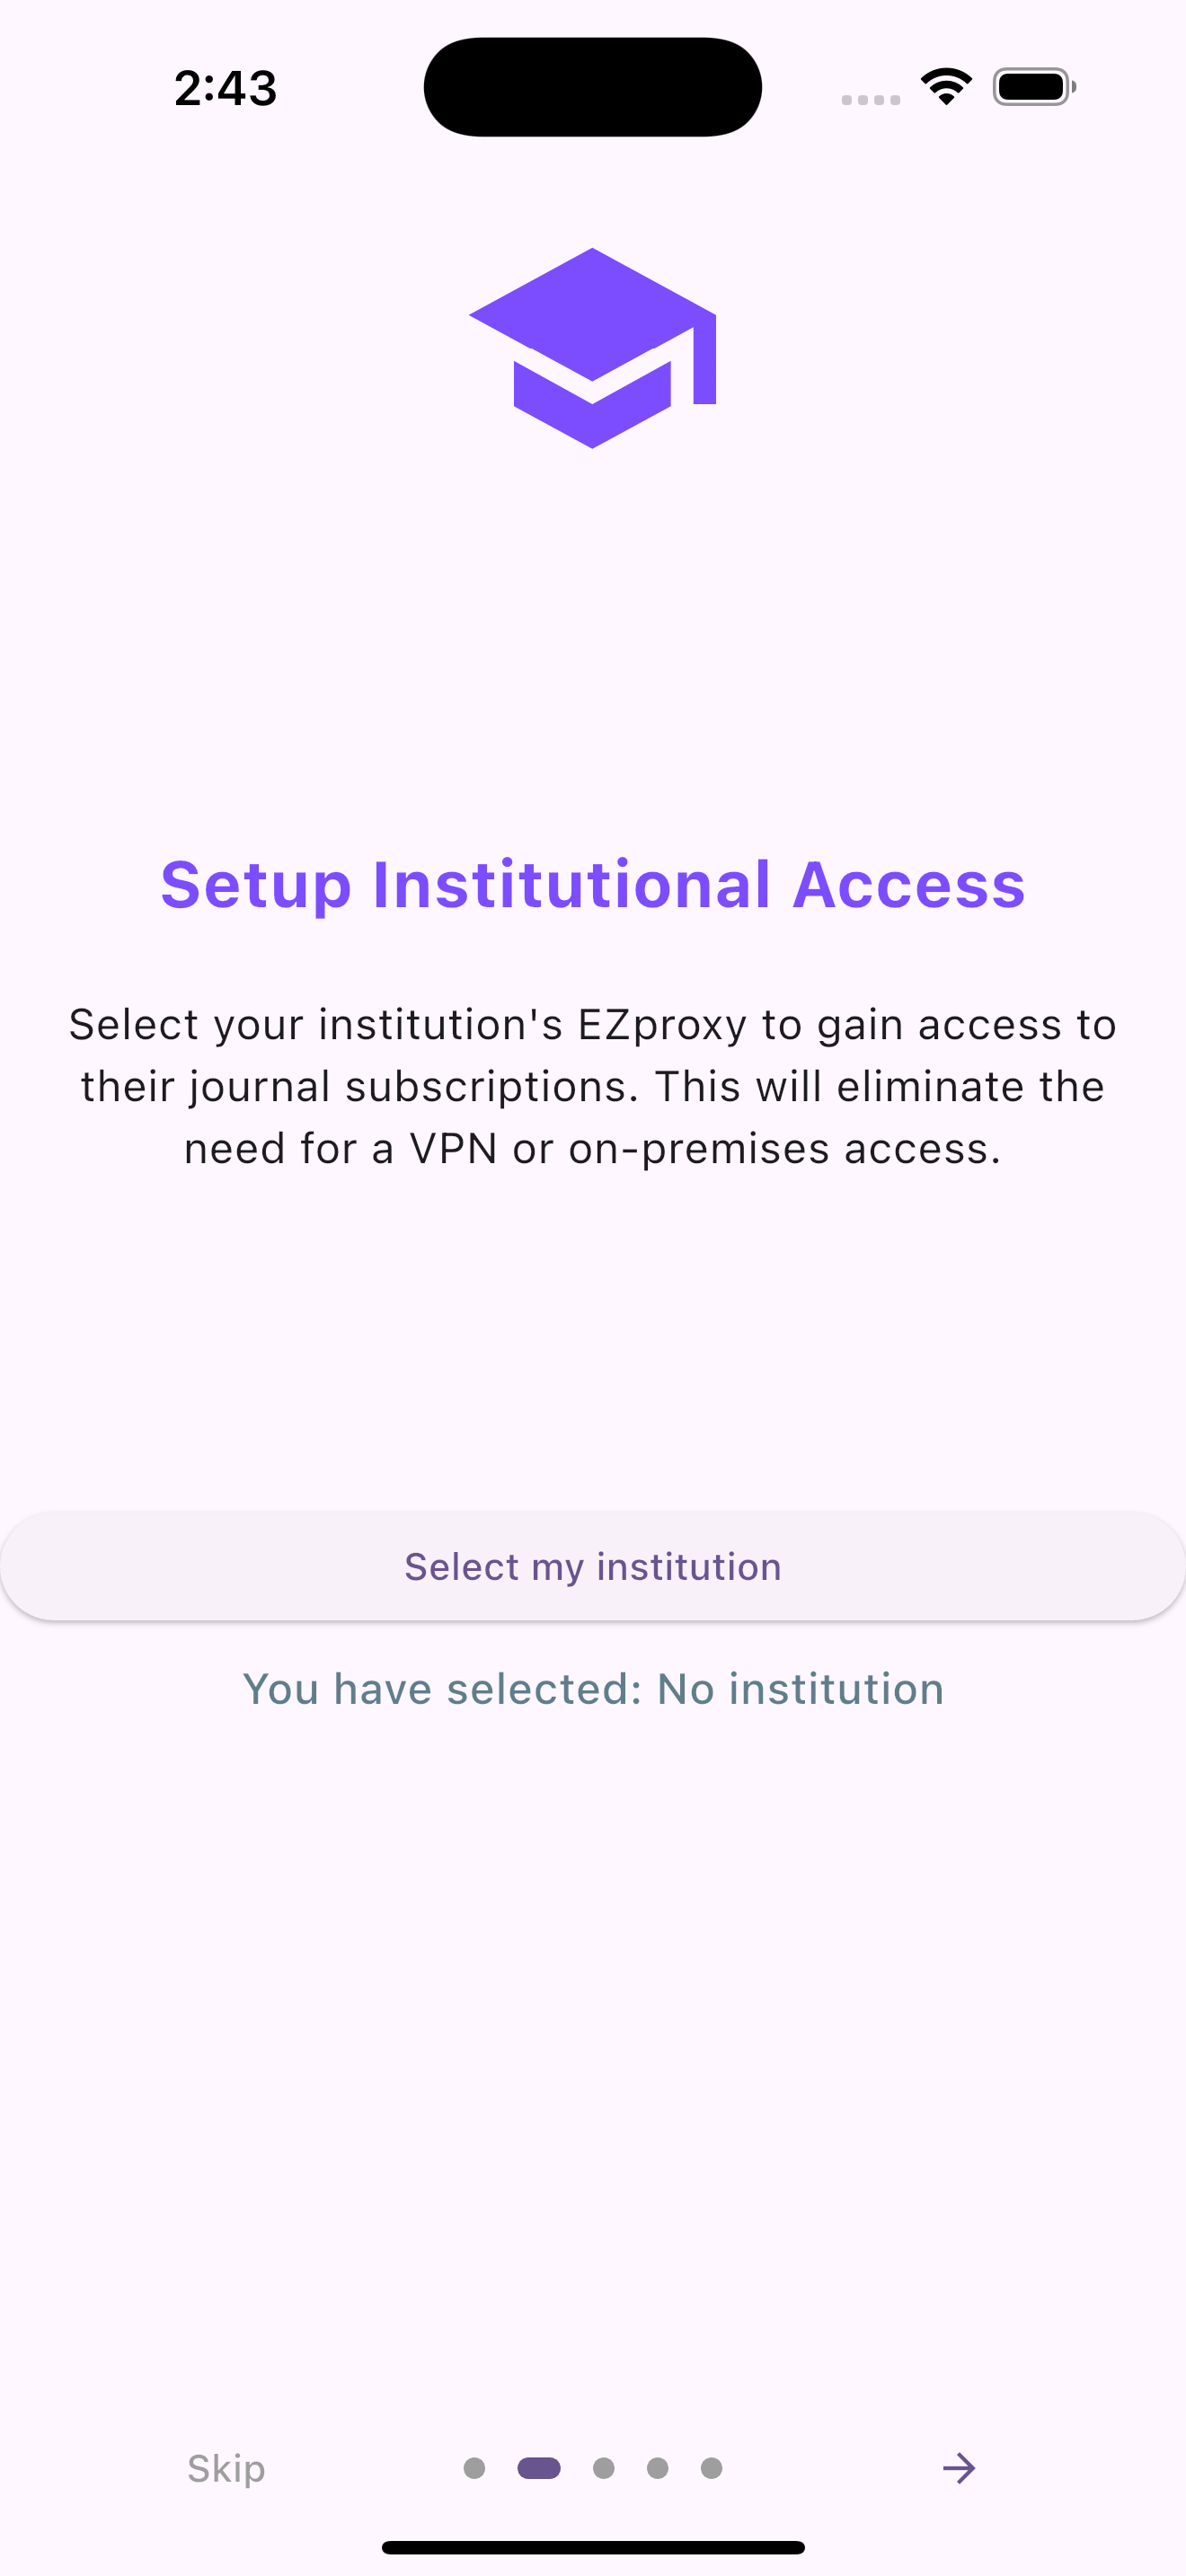 2:43
Setup Institutional Access
Select your institution's EZproxy to gain access to
their journal subscriptions. This will eliminate the
need for a VPN or on-premises access.
Select my institution
You have selected: No institution
Skip